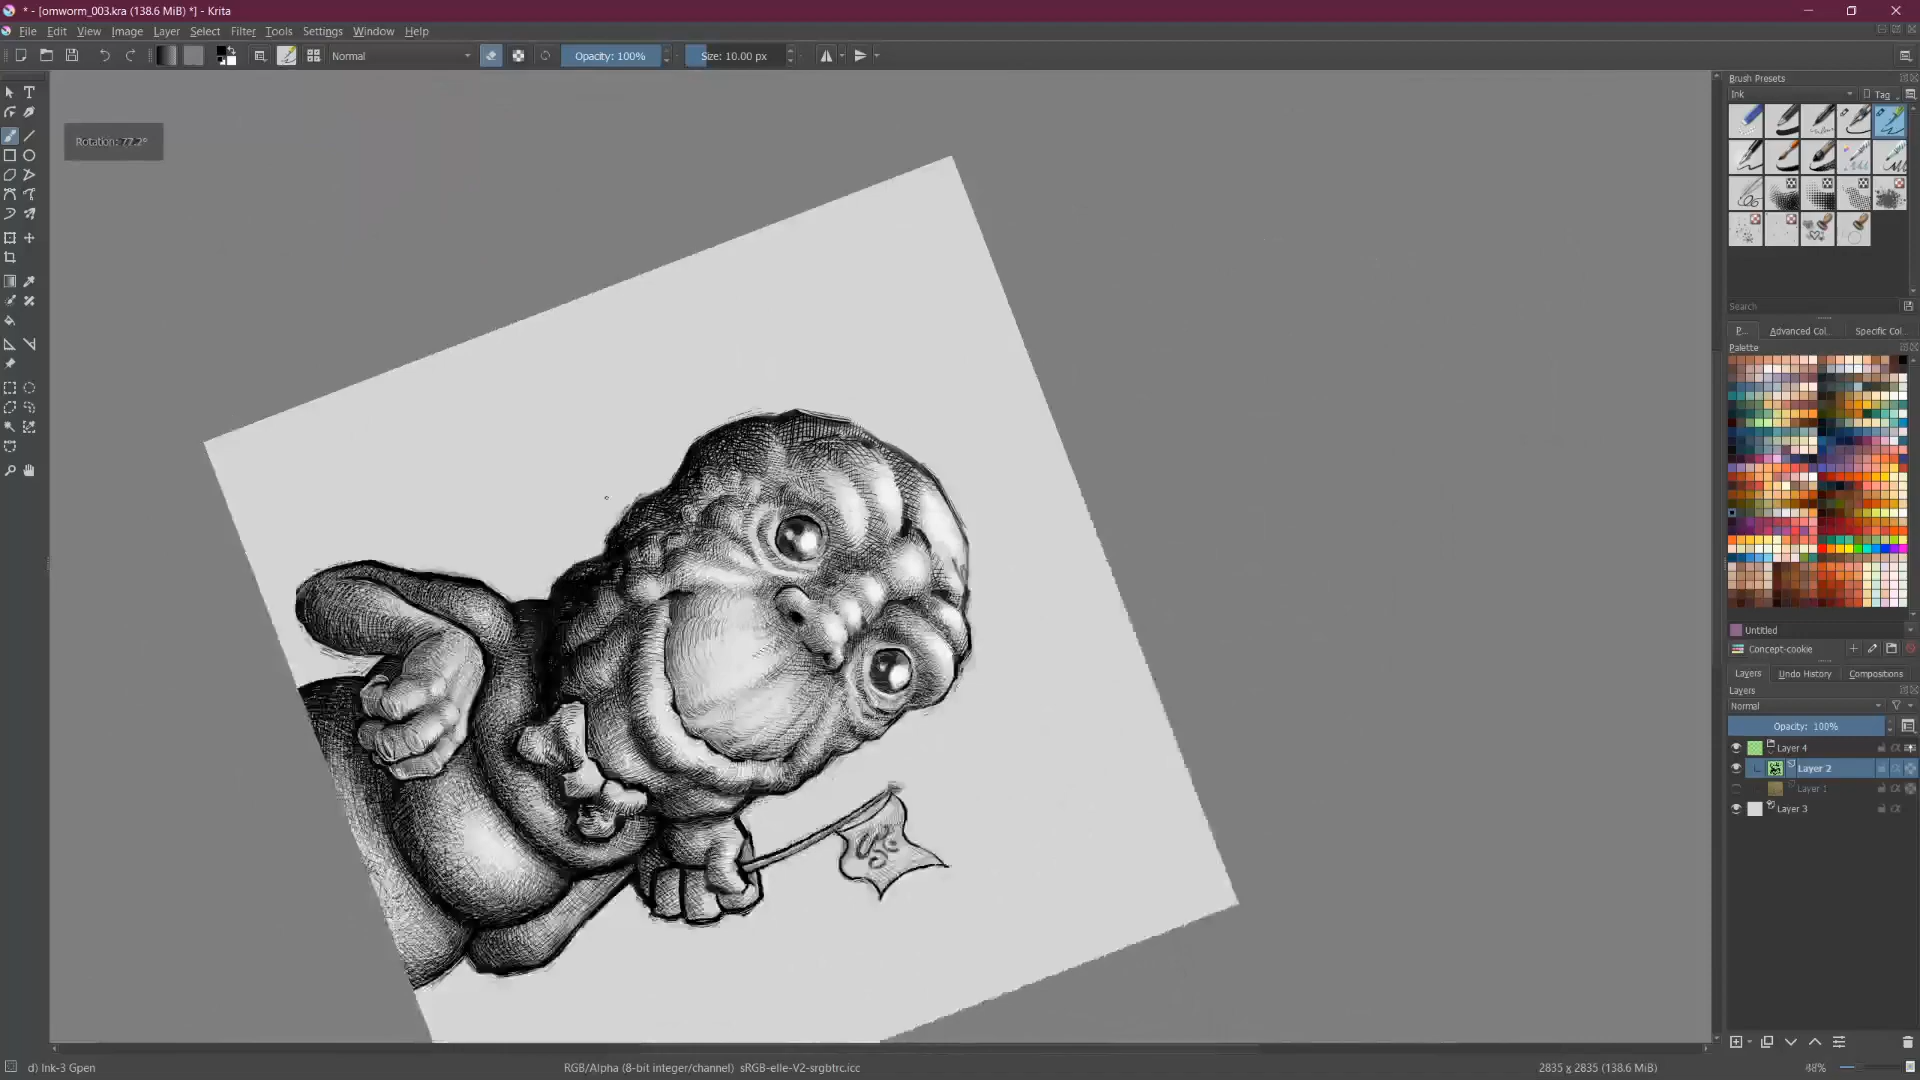 * - [omworm_003.kra (138.6 MiB) *] - Krita
File Edit View Image Layer Select Filter Tools Settings Window Help
Normal
Opacity: 100%
Size: 10.00 px
Rotation: 77.2°
Brush Presets
Ink
Tag
Search
P... Advanced Col... Specific Col...
Palette
Untitled
Concept-cookie
Layers Undo History Compositions
Layers
Normal
Opacity: 100%
Layer 4
Layer 2
Layer 1
Layer 3
d) Ink-3 Gpen
RGB/Alpha (8-bit integer/channel) sRGB-elle-V2-srgbtrc.icc
2835 x 2835 (138.6 MiB)
48%